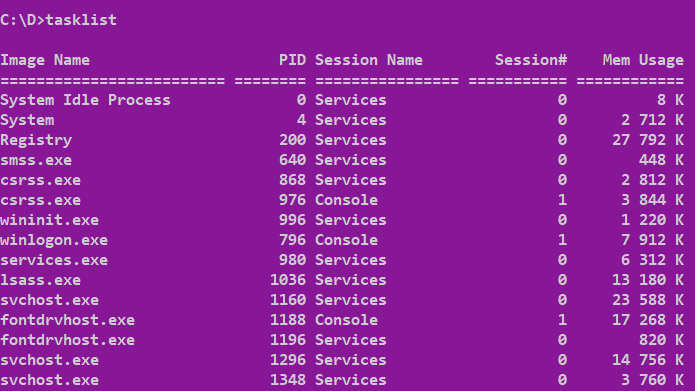 C:\D>tasklist
Image Name                     PID Session Name        Session#    Mem Usage
========================= ======== ================ =========== ============
System Idle Process              0 Services                   0          8 K
System                           4 Services                   0      2 712 K
Registry                       200 Services                   0     27 792 K
smss.exe                       640 Services                   0        448 K
csrss.exe                      868 Services                   0      2 812 K
csrss.exe                      976 Console                    1      3 844 K
wininit.exe                    996 Services                   0      1 220 K
winlogon.exe                   796 Console                    1      7 912 K
services.exe                   980 Services                   0      6 312 K
lsass.exe                     1036 Services                   0     13 180 K
svchost.exe                   1160 Services                   0     23 588 K
fontdrvhost.exe               1188 Console                    1     17 268 K
fontdrvhost.exe               1196 Services                   0        820 K
svchost.exe                   1296 Services                   0     14 756 K
svchost.exe                   1348 Services                   0      3 760 K